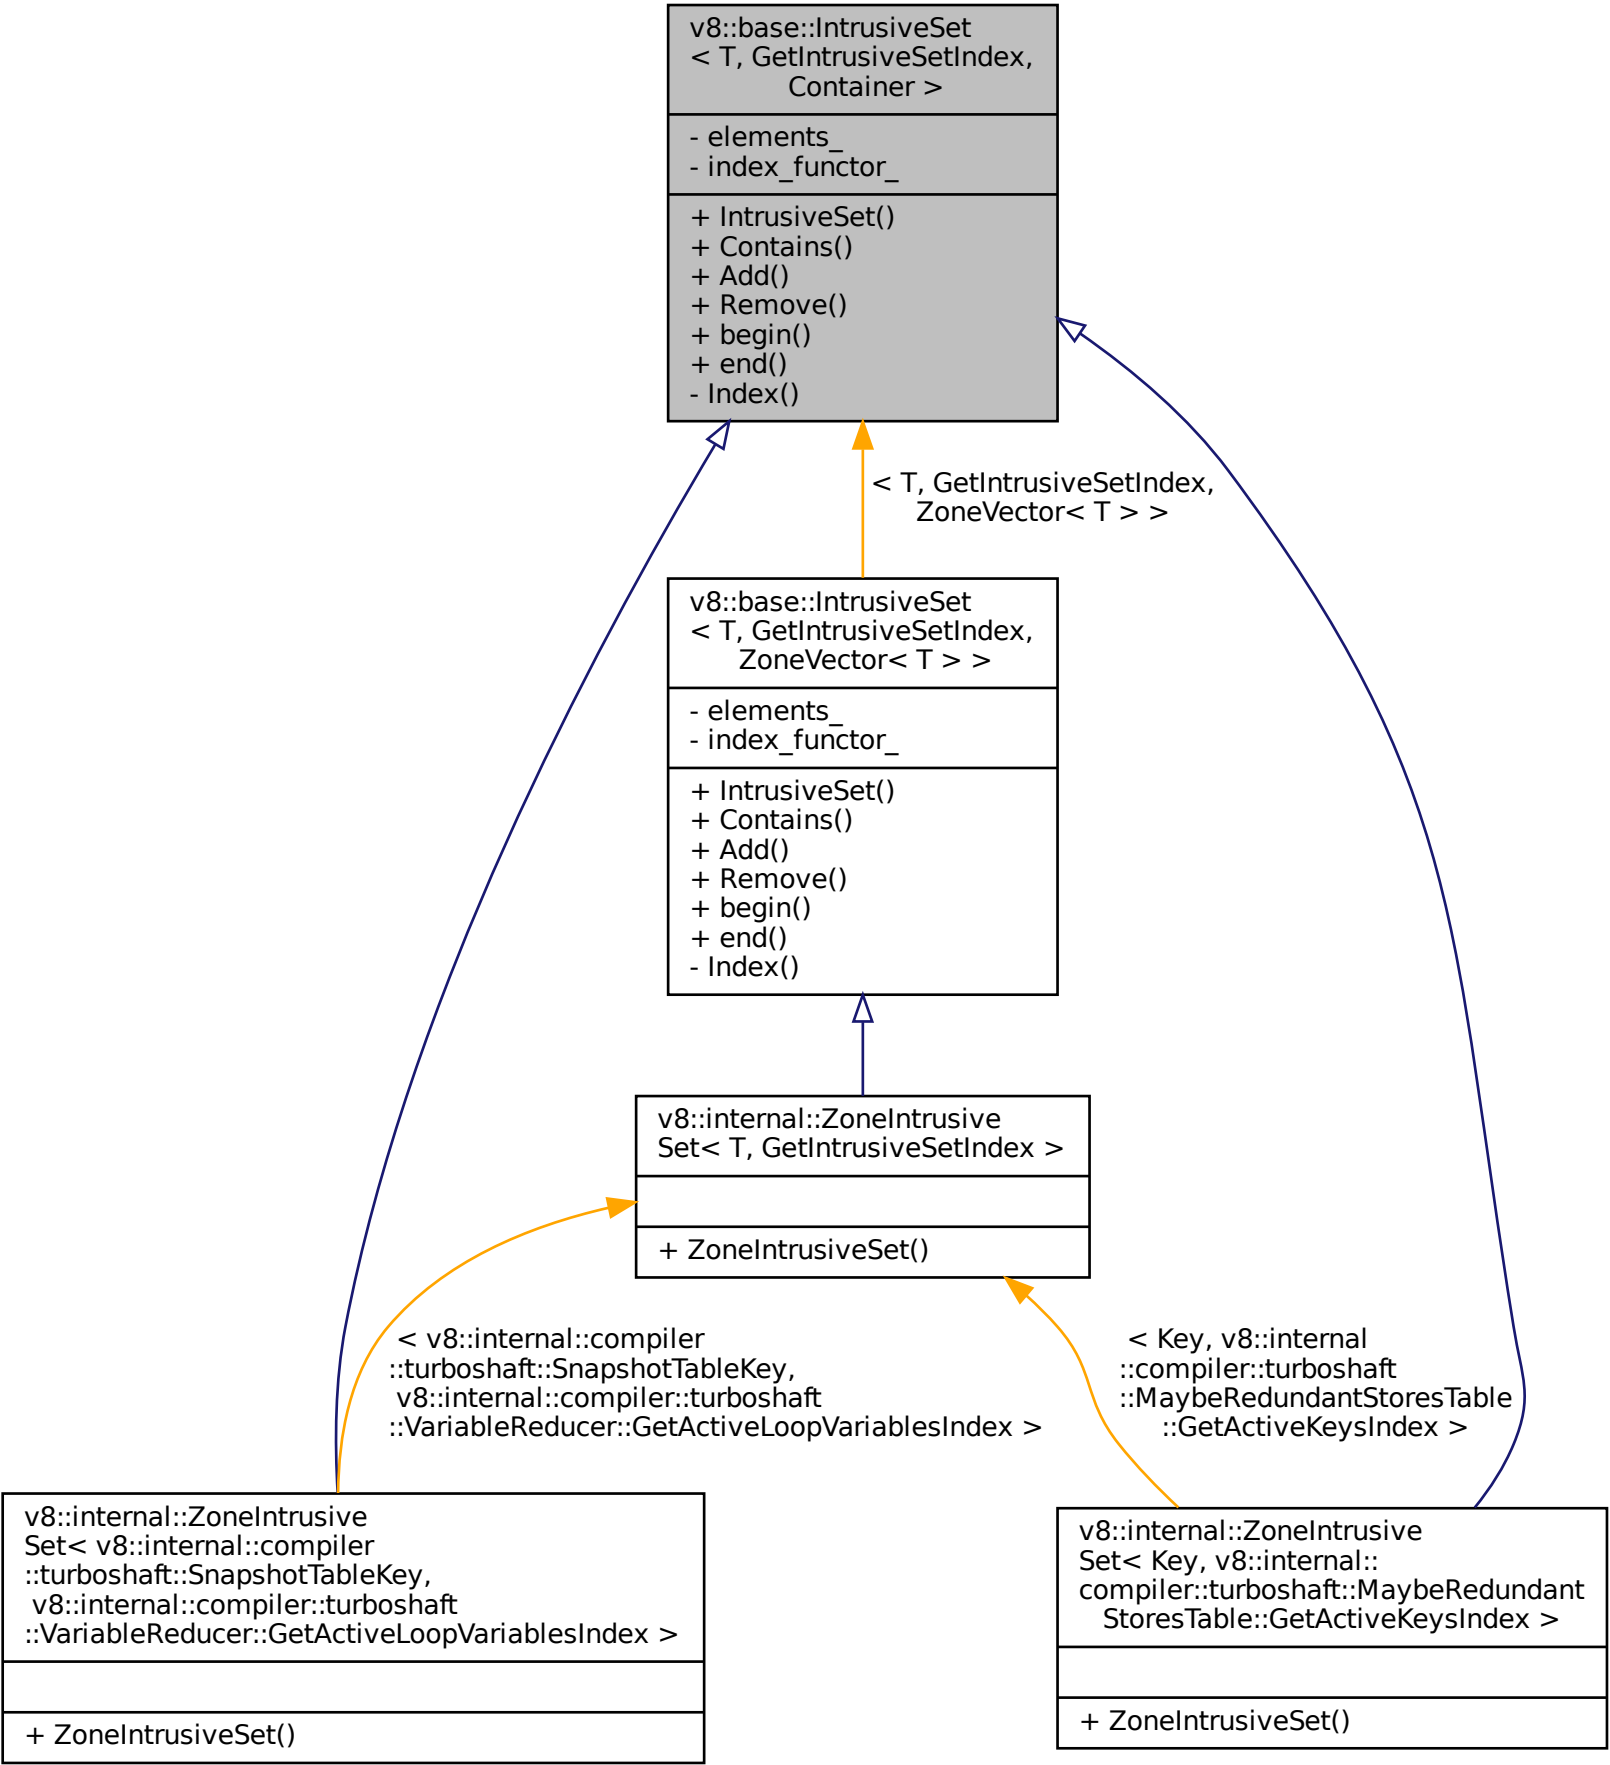 v8::base::IntrusiveSet
< T, GetIntrusiveSetIndex,
Container >
- elements_
- index_functor_
+ IntrusiveSet()
+ Contains()
+ Add()
+ Remove()
+ begin()
+ end()
- Index()
< T, GetIntrusiveSetIndex,
ZoneVector< T > >
v8::base::IntrusiveSet
< T, GetIntrusiveSetIndex,
ZoneVector< T > >
- elements_
- index_functor_
+ IntrusiveSet()
+ Contains()
+ Add()
+ Remove()
+ begin()
+ end()
- Index()
v8::internal::ZoneIntrusive
Set< T, GetIntrusiveSetIndex >
+ ZoneIntrusiveSet()
< v8::internal::compiler
::turboshaft::SnapshotTableKey,
v8::internal::compiler::turboshaft
::VariableReducer::GetActiveLoopVariablesIndex >
< Key, v8::internal
::compiler::turboshaft
::MaybeRedundantStoresTable
::GetActiveKeysIndex >
v8::internal::ZoneIntrusive
Set< v8::internal::compiler
::turboshaft::SnapshotTableKey,
v8::internal::compiler::turboshaft
::VariableReducer::GetActiveLoopVariablesIndex >
+ ZoneIntrusiveSet()
v8::internal::ZoneIntrusive
Set< Key, v8::internal::
compiler::turboshaft::MaybeRedundant
StoresTable::GetActiveKeysIndex >
+ ZoneIntrusiveSet()